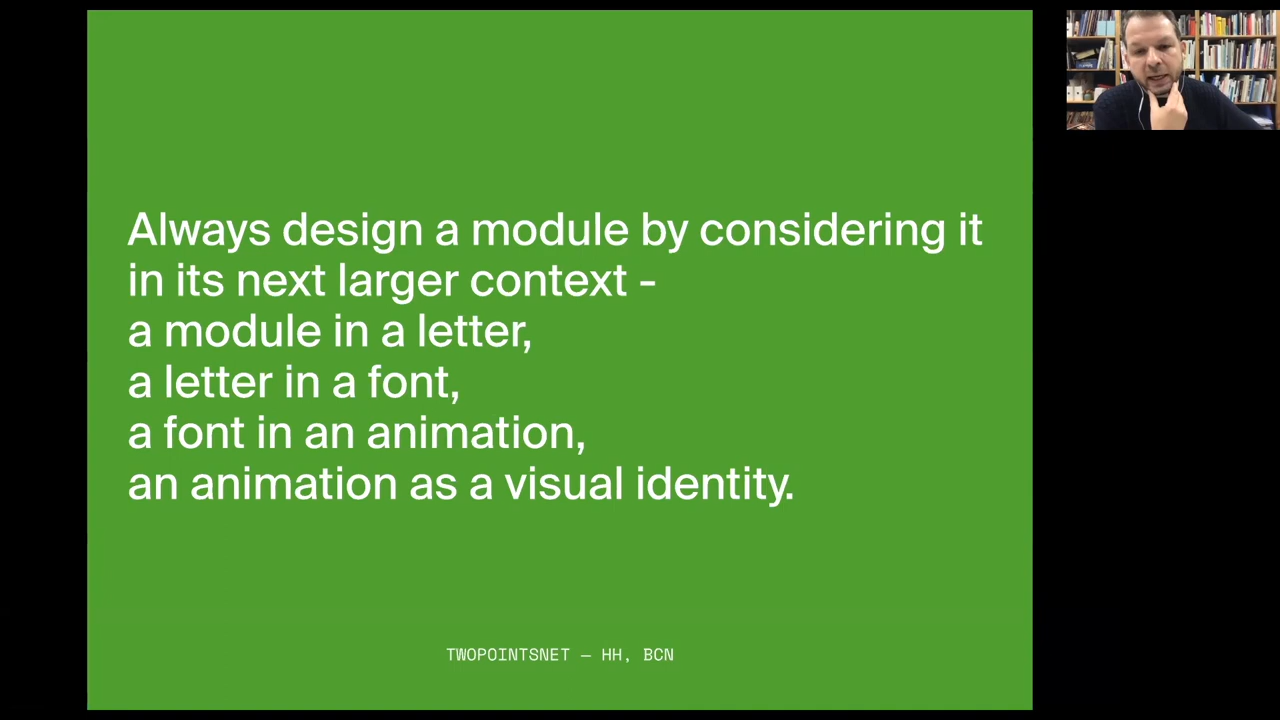 Always design a module by considering it
in its next larger context -
a module in a letter,
a letter in a font,
a font in an animation,
an animation as a visual identity.
TWOPOINTSNET — HH, BCN